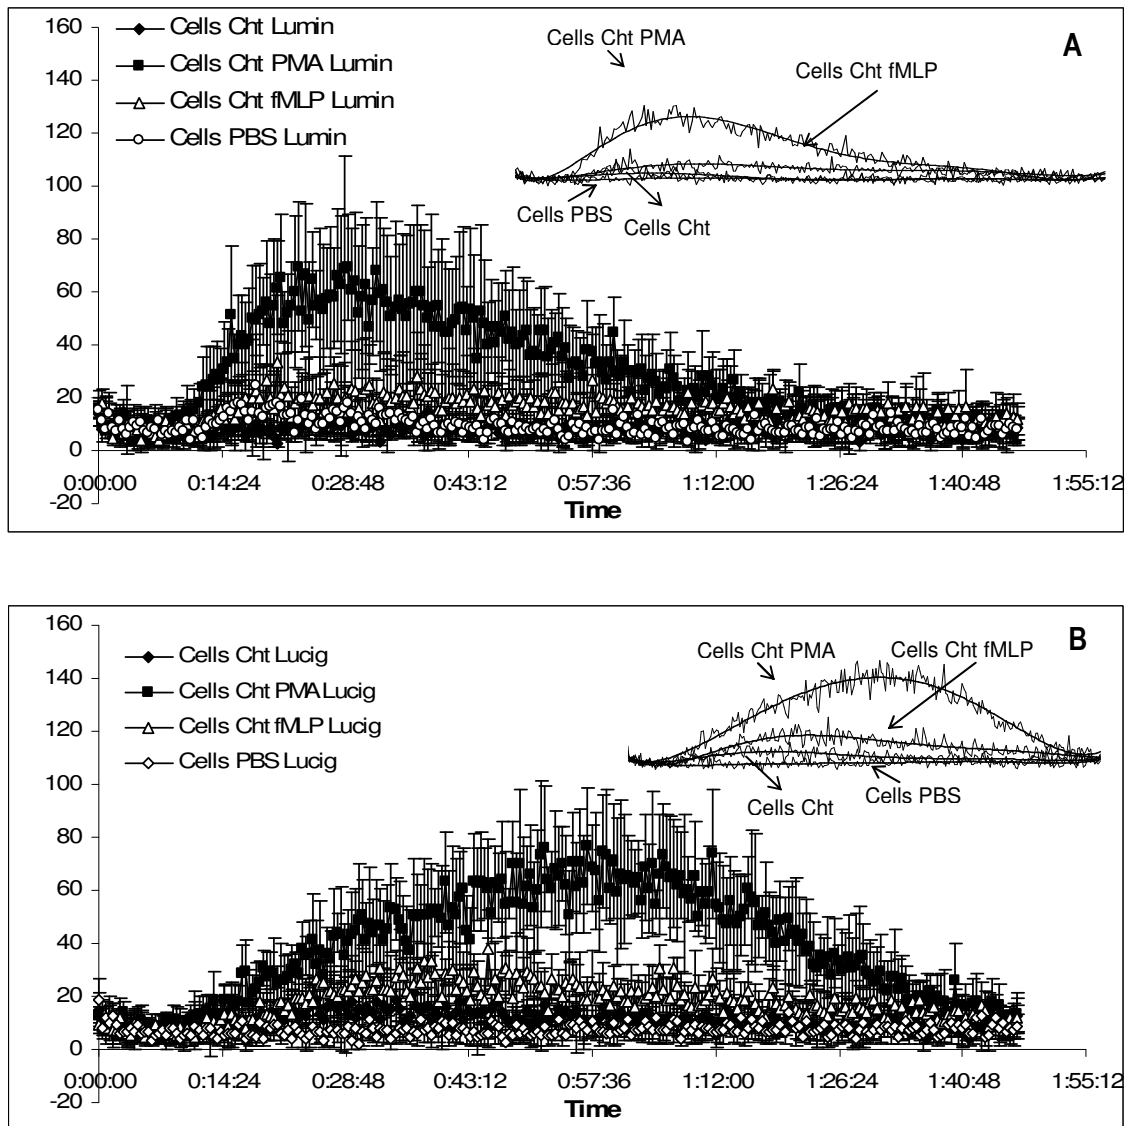 160
140
120
100
80
60
40
20
0
-20
Cells Cht Lumin
Cells Cht PMA Lumin
Cells Cht fMLP Lumin
Cells PBS Lumin
A
Cells Cht PMA
Cells Cht fMLP
Cells PBS
Cells Cht
0:00:00 0:14:24 0:28:48 0:43:12 0:57:36 1:12:00 1:26:24 1:40:48 1:55:12
Time
160
140
120
100
80
60
40
20
0
-20
Cells Cht Lucig
Cells Cht PMA Lucig
Cells Cht fMLP Lucig
Cells PBS Lucig
B
Cells Cht PMA
Cells Cht fMLP
Cells Cht
Cells PBS
0:00:00 0:14:24 0:28:48 0:43:12 0:57:36 1:12:00 1:26:24 1:40:48 1:55:12
Time